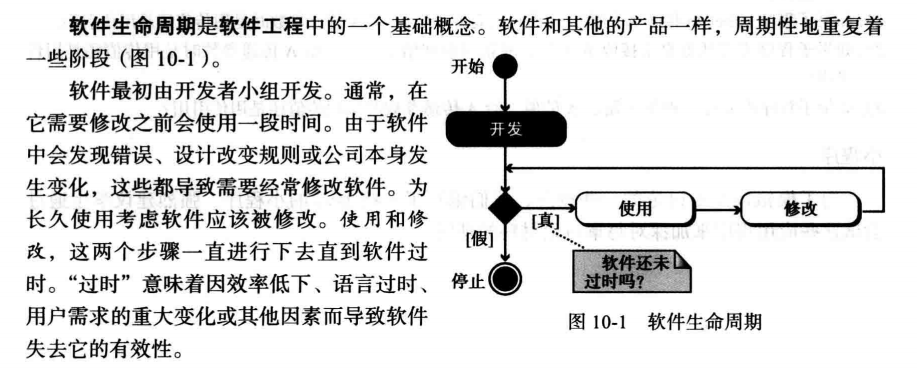 软件生命周期是软件工程中的一个基础概念。软件和其他的产品一样，周期性地重复着
一些阶段（图 10-1）。
软件最初由开发者小组开发。通常，在
它需要修改之前会使用一段时间。由于软件
中会发现错误、设计改变规则或公司本身发
生变化，这些都导致需要经常修改软件。为
长久使用考虑软件应该被修改。使用和修
改，这两个步骤一直进行下去直到软件过
时。“过时”意味着因效率低下、语言过时、
用户需求的重大变化或其他因素而导致软件
失去它的有效性。
开始
开发
使用
修改
[真]
[假]
软件还未
过时吗？
停止
图 10-1 软件生命周期